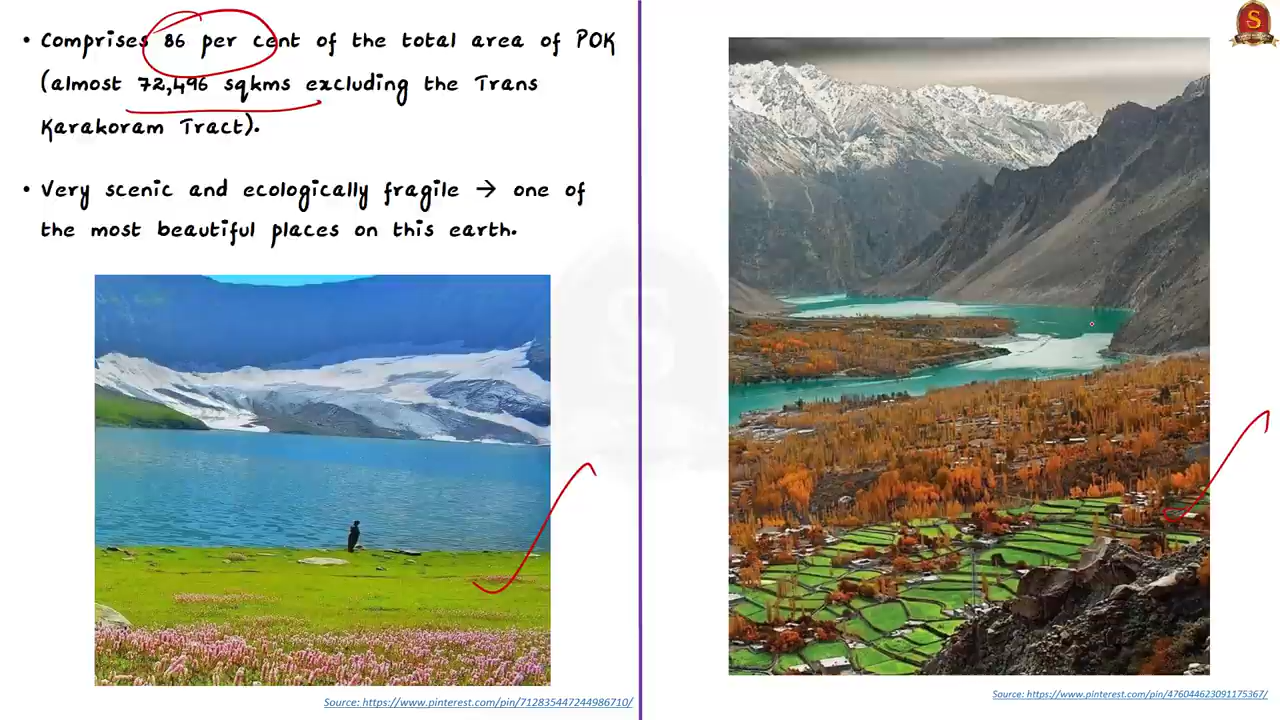 • Comprises 86 per cent of the total area of POK
(almost 72,496 sqkms excluding the Trans
Karakoram Tract).
• Very scenic and ecologically fragile → one of
the most beautiful places on this earth.
Source: https://www.pinterest.com/pin/712835447244986710/
Source: https://www.pinterest.com/pin/476044623091175367/
S